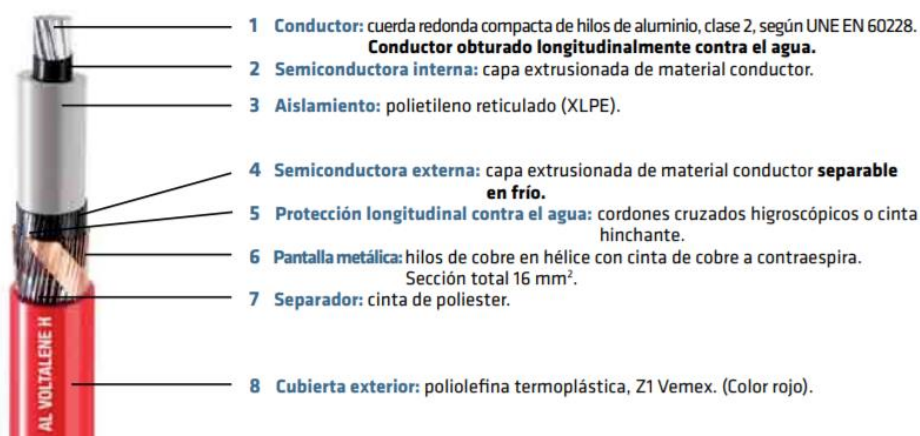 1 Conductor: cuerda redonda compacta de hilos de aluminio, clase 2, según UNE EN 60228.
Conductor obturado longitudinalmente contra el agua.
2 Semiconductora interna: capa extrusionada de material conductor.
3 Aislamiento: polietileno reticulado (XLPE).
4 Semiconductora externa: capa extrusionada de material conductor separable
en frío.
5 Protección longitudinal contra el agua: cordones cruzados higroscópicos o cinta
hinchante.
6 Pantalla metálica: hilos de cobre en hélice con cinta de cobre a contraespira.
Sección total 16 mm².
7 Separador: cinta de poliester.
8 Cubierta exterior: poliolefina termoplástica, Z1 Vemex. (Color rojo).
AL VOLTALENE H